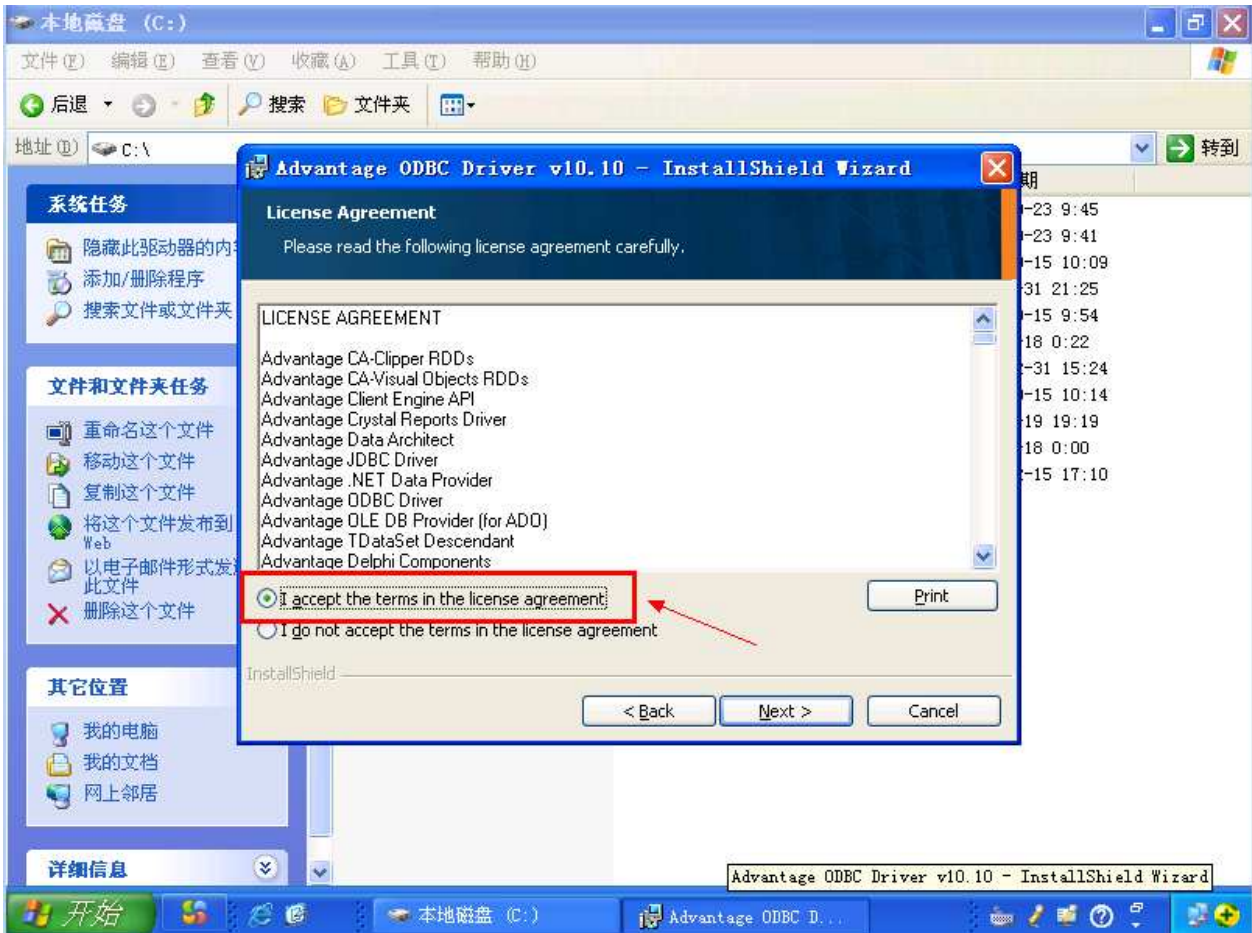 本地磁盘 (C:)
文件(F) 编辑(E) 查看(V) 收藏(A) 工具(T) 帮助(H)
后退 搜索 文件夹
地址(D) C:\ 转到
Advantage ODBC Driver v10.10 - InstallShield Wizard
License Agreement
Please read the following license agreement carefully.
LICENSE AGREEMENT
Advantage CA-Clipper RDDs
Advantage CA-Visual Objects RDDs
Advantage Client Engine API
Advantage Crystal Reports Driver
Advantage Data Architect
Advantage JDBC Driver
Advantage .NET Data Provider
Advantage ODBC Driver
Advantage OLE DB Provider (for ADO)
Advantage TDataSet Descendant
Advantage Delphi Components
I accept the terms in the license agreement
I do not accept the terms in the license agreement
Print
InstallShield
< Back Next > Cancel
系统任务
隐藏此驱动器的内
添加/删除程序
搜索文件或文件夹
文件和文件夹任务
重命名这个文件
移动这个文件
复制这个文件
将这个文件发布到
Web
以电子邮件形式发
此文件
删除这个文件
其它位置
我的电脑
我的文档
网上邻居
详细信息
期
-23 9:45
-23 9:41
-15 10:09
-31 21:25
-15 9:54
-18 0:22
-31 15:24
-15 10:14
-19 19:19
-18 0:00
-15 17:10
Advantage ODBC Driver v10.10 - InstallShield Wizard
开始 本地磁盘 (C:) Advantage ODBC D...